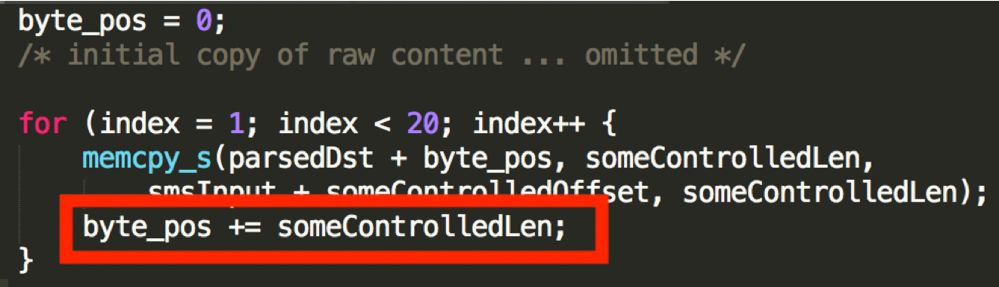 byte_pos = 0;
/* initial copy of raw content ... omitted */
for (index = 1; index < 20; index++ {
memcpy_s(parsedDst + byte_pos, someControlledLen,
smsInput + someControlledOffset, someControlledLen);
byte_pos += someControlledLen;
}